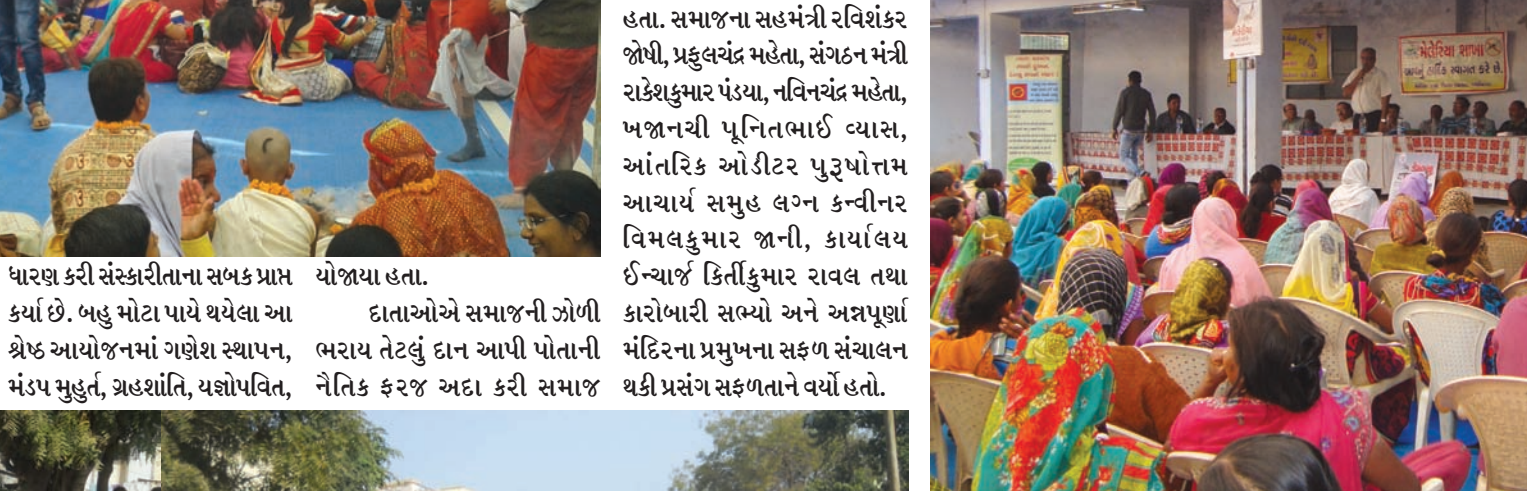 ધારણ કરી સંસ્કારીતાના સબક પ્રાપ્ત
કર્યા છે. બહુ મોટા પાયે થયેલા આ
શ્રેષ્ઠ આયોજનમાં ગણેશ સ્થાપન,
મંડપ મુહુર્ત, ગ્રહશાંતિ, યજ્ઞોપવિત,
યોજાયા હતા.
દાતાઓએ સમાજની ઝોળી
ભરાય તેટલું દાન આપી પોતાની
નૈતિક ફરજ અદા કરી સમાજ
હતા. સમાજના સહમંત્રી રવિશંકર
જોષી, પ્રફુલચંદ્ર મહેતા, સંગઠન મંત્રી
રાકેશકુમાર પંડયા, નવિનચંદ્ર મહેતા,
ખજાનચી પૂનિતભાઈ વ્યાસ,
આંતરિક ઓડીટર પુરૂષોત્તમ
આચાર્ય સમુહ લગ્ન કન્વીનર
વિમલકુમાર જાની, કાર્યાલય
ઈન્ચાર્જ કિર્તીકુમાર રાવલ તથા
કારોબારી સભ્યો અને અન્નપૂર્ણા
મંદિરના પ્રમુખના સફળ સંચાલન
થકી પ્રસંગ સફળતાને વર્યો હતો.
મેલેરિયા શાખા
આપનું હાર્દિક સ્વાગત કરે છે.